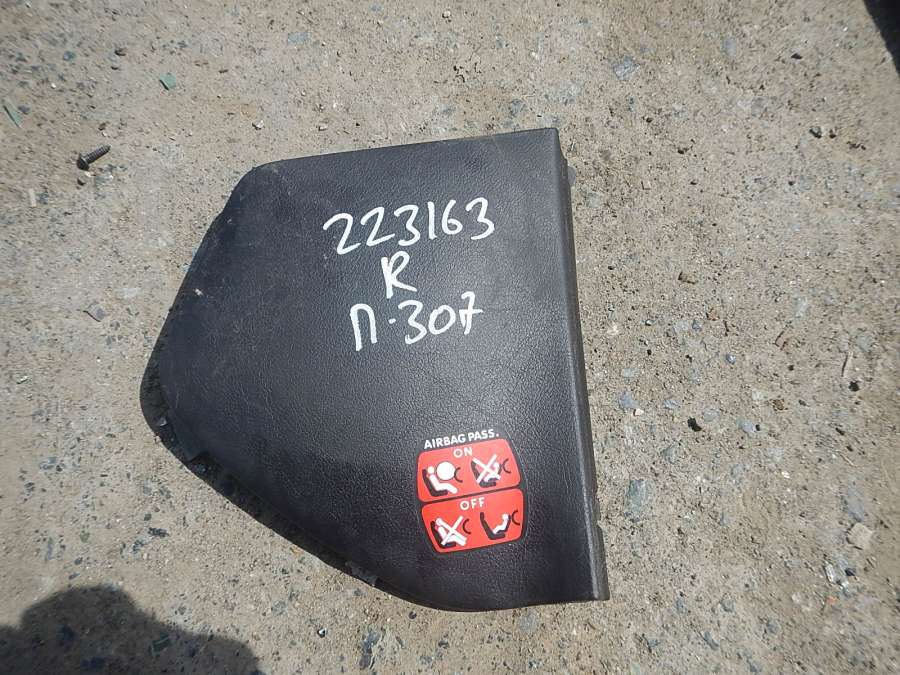 223163
R
П-307
AIRBAG PASS.
ON
OFF